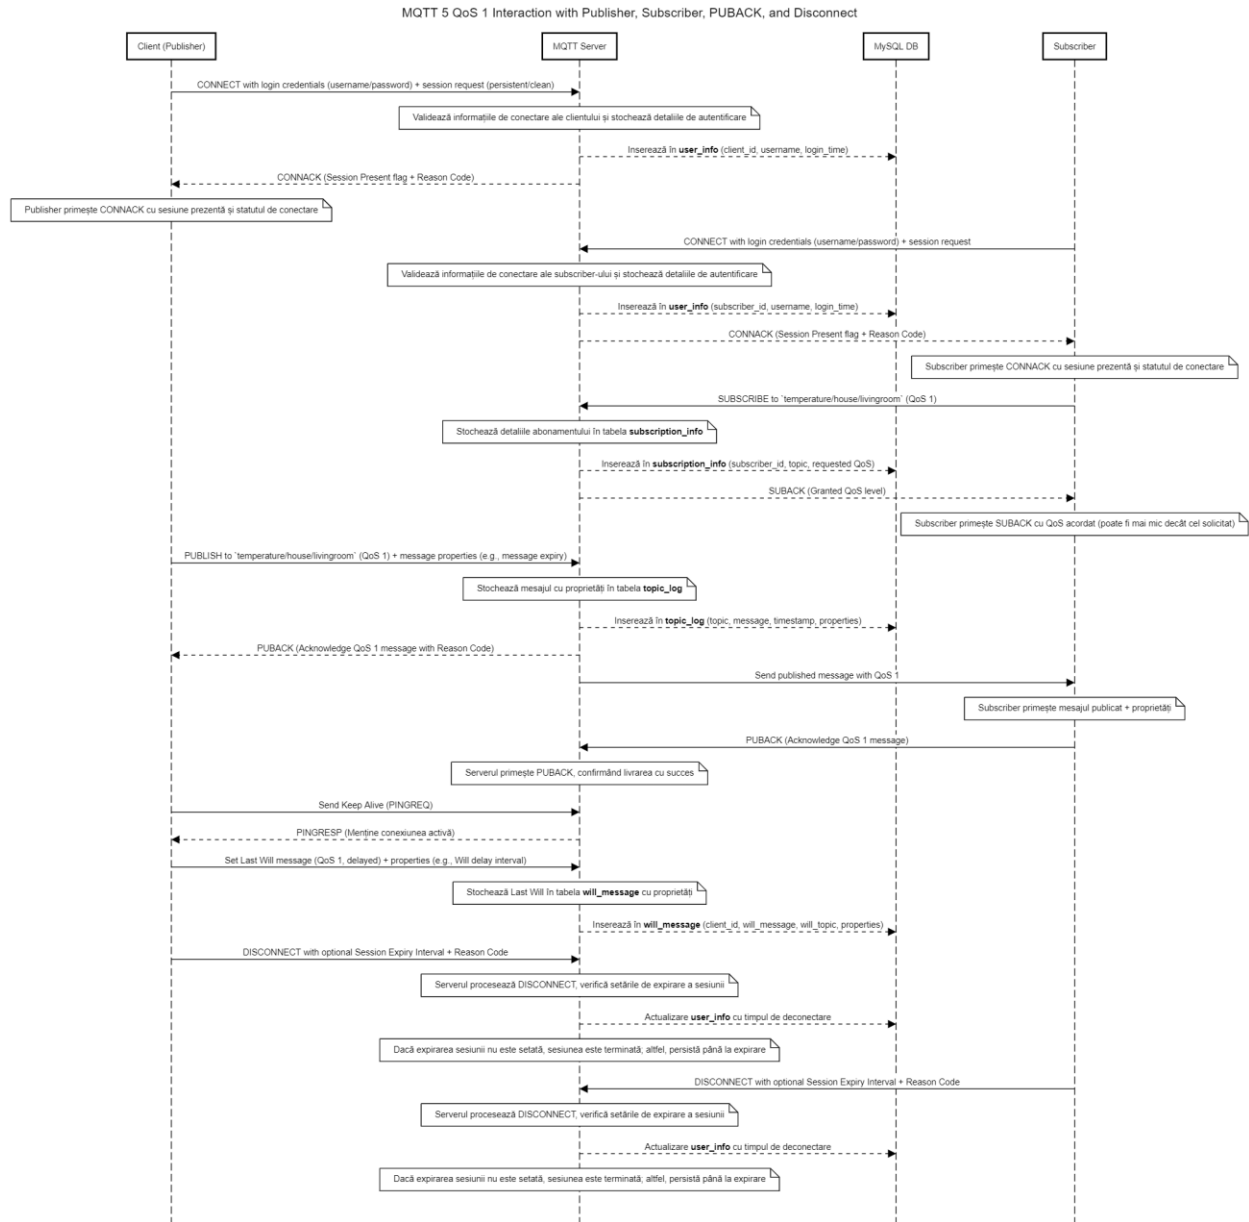 MQTT 5 QoS 1 Interaction with Publisher, Subscriber, PUBACK, and Disconnect
Client (Publisher)
MQTT Server
MySQL DB
Subscriber
CONNECT with login credentials (username/password) + session request (persistent/clean)
Validează informațiile de conectare ale clientului și stochează detaliile de autentificare
Inserează în user_info (client_id, username, login_time)
CONNACK (Session Present flag + Reason Code)
Publisher primește CONNACK cu sesiune prezentă și statutul de conectare
CONNECT with login credentials (username/password) + session request
Validează informațiile de conectare ale subscriber-ului și stochează detaliile de autentificare
Inserează în user_info (subscriber_id, username, login_time)
CONNACK (Session Present flag + Reason Code)
Subscriber primește CONNACK cu sesiune prezentă și statutul de conectare
SUBSCRIBE to `temperature/house/livingroom` (QoS 1)
Stochează detaliile abonamentului în tabela subscription_info
Inserează în subscription_info (subscriber_id, topic, requested QoS)
SUBACK (Granted QoS level)
Subscriber primește SUBACK cu QoS acordat (poate fi mai mic decât cel solicitat)
PUBLISH to `temperature/house/livingroom` (QoS 1) + message properties (e.g., message expiry)
Stochează mesajul cu proprietăți în tabela topic_log
Inserează în topic_log (topic, message, timestamp, properties)
PUBACK (Acknowledge QoS 1 message with Reason Code)
Send published message with QoS 1
Subscriber primește mesajul publicat + proprietăți
PUBACK (Acknowledge QoS 1 message)
Serverul primește PUBACK, confirmând livrarea cu succes
Send Keep Alive (PINGREQ)
PINGRESP (Menține conexiunea activă)
Set Last Will message (QoS 1, delayed) + properties (e.g., Will delay interval)
Stochează Last Will în tabela will_message cu proprietăți
Inserează în will_message (client_id, will_message, will_topic, properties)
DISCONNECT with optional Session Expiry Interval + Reason Code
Serverul procesează DISCONNECT, verifică setările de expirare a sesiunii
Actualizare user_info cu timpul de deconectare
Dacă expirarea sesiunii nu este setată, sesiunea este terminată; altfel, persistă până la expirare
DISCONNECT with optional Session Expiry Interval + Reason Code
Serverul procesează DISCONNECT, verifică setările de expirare a sesiunii
Actualizare user_info cu timpul de deconectare
Dacă expirarea sesiunii nu este setată, sesiunea este terminată; altfel, persistă până la expirare